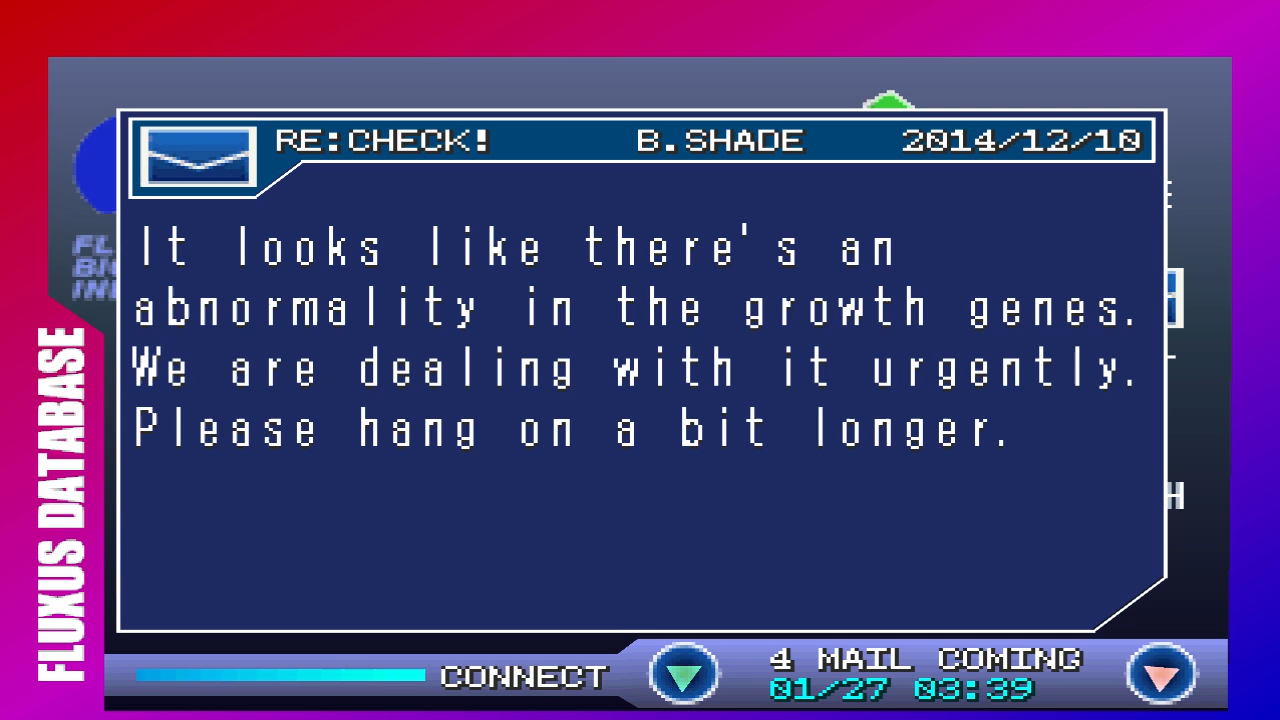 RE:CHECK! B.SHADE 2014/12/10
It looks like there's an
abnormality in the growth genes.
We are dealing with it urgently.
Please hang on a bit longer.
FLUXUS DATABASE
CONNECT
4 MAIL COMING
01/27 03:39